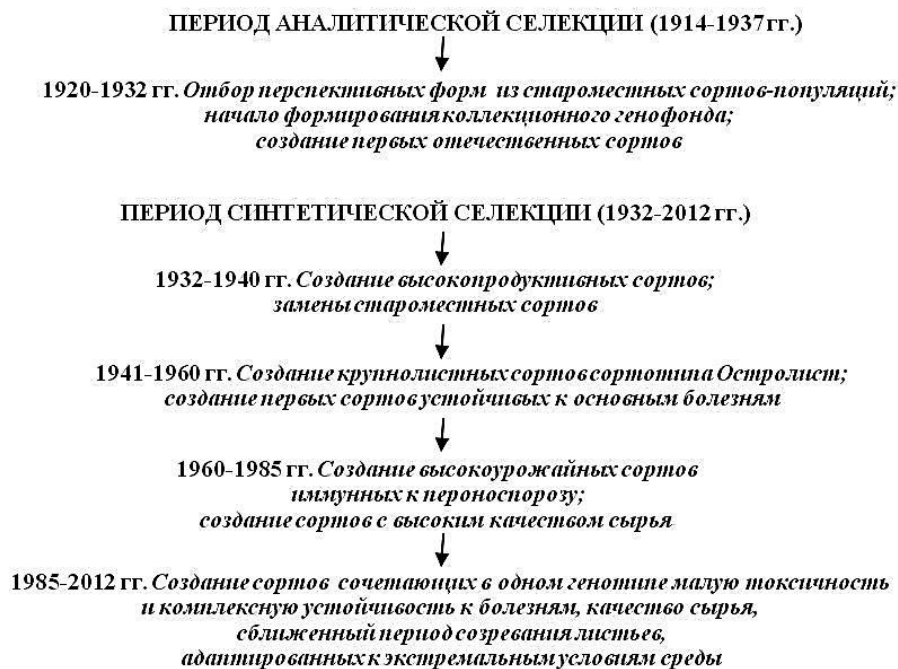 ПЕРИОД АНАЛИТИЧЕСКОЙ СЕЛЕКЦИИ (1914-1937 гг.)
1920-1932 гг. Отбор перспективных форм из староместных сортов-популяций;
начало формирования коллекционного генофонда;
создание первых отечественных сортов
ПЕРИОД СИНТЕТИЧЕСКОЙ СЕЛЕКЦИИ (1932-2012 гг.)
1932-1940 гг. Создание высокопродуктивных сортов;
замены староместных сортов
1941-1960 гг. Создание крупнолистных сортов сортотипа Остролист;
создание первых сортов устойчивых к основным болезням
1960-1985 гг. Создание высокоурожайных сортов
иммунных к пероноспорозу;
создание сортов с высоким качеством сырья
1985-2012 гг. Создание сортов сочетающих в одном генотипе малую токсичность
и комплексную устойчивость к болезням, качество сырья,
сближенный период созревания листьев,
адаптированных к экстремальным условиям среды